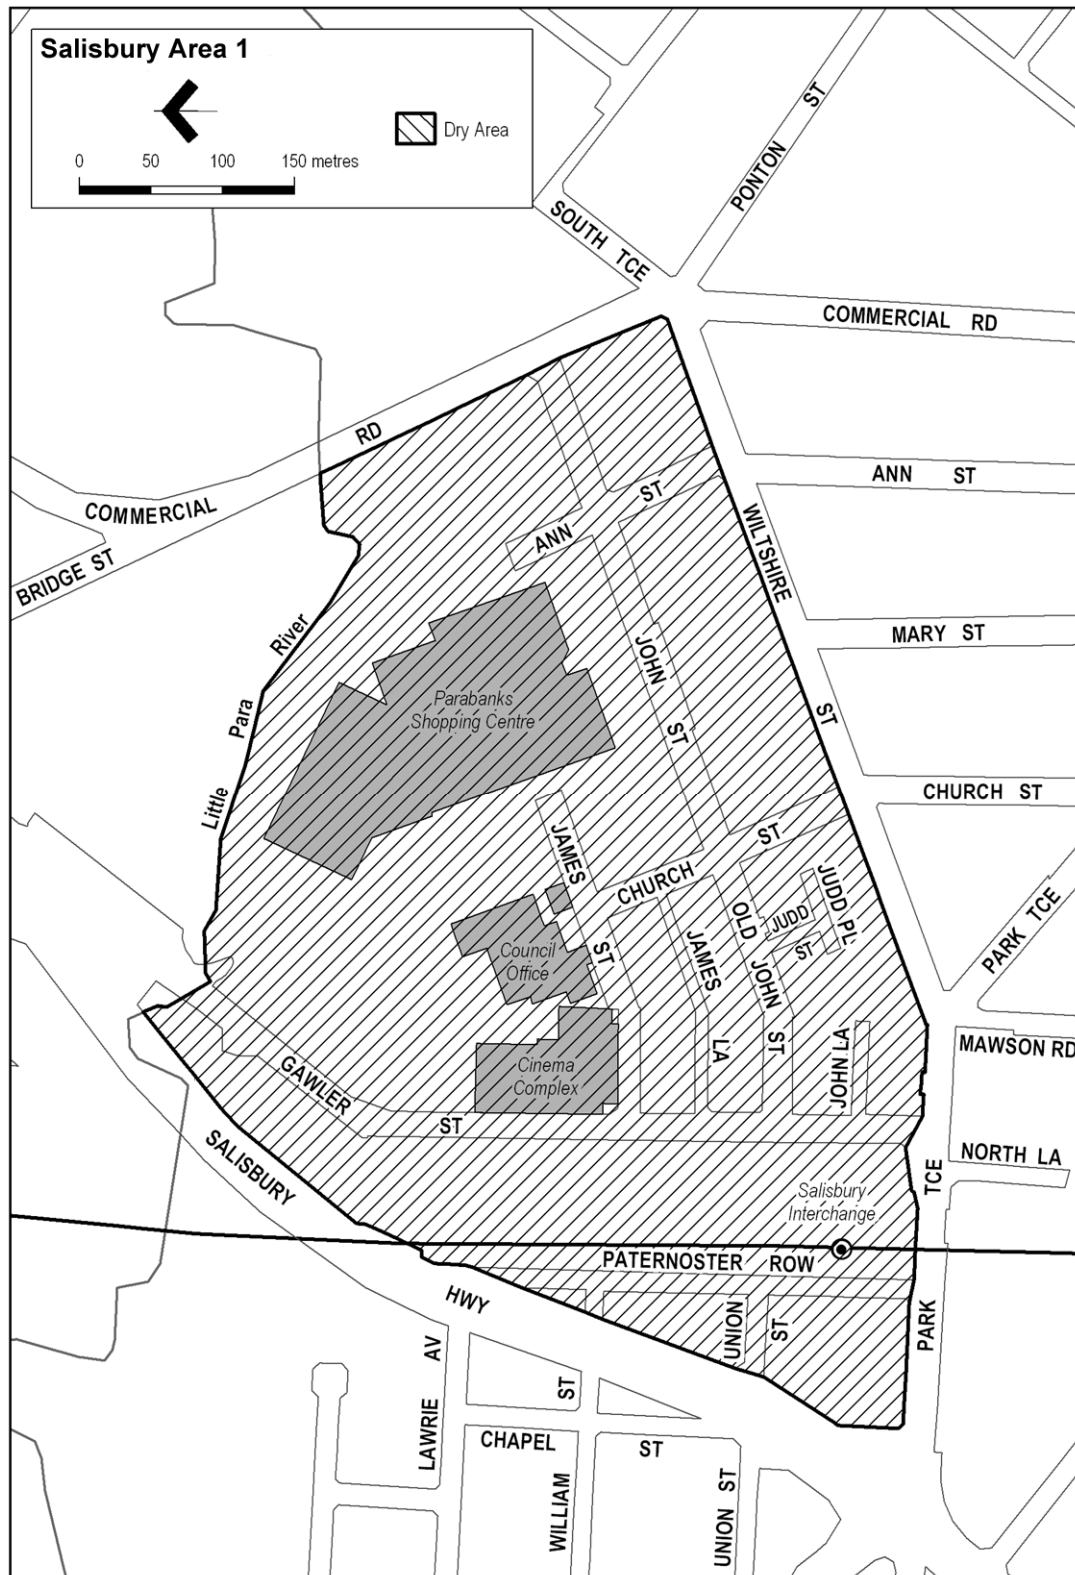 Salisbury Area 1
Dry Area
0 50 100 150 metres
PONTON ST
SOUTH TCE
COMMERCIAL RD
RD
COMMERCIAL
BRIDGE ST
ANN ST
ANN ST
WILTSHIRE
ST
MARY ST
River
Para
Little
JOHN
ST
Parabanks
Shopping Centre
CHURCH ST
JAMES
ST
CHURCH
ST
OLD
JOHN
ST
JUDD
ST
JUDD PL
JAMES
LA
PARK TCE
Council
Office
Cinema
Complex
JOHN LA
MAWSON RD
GAWLER
ST
SALISBURY
HWY
NORTH LA
TCE
PARK
Salisbury
Interchange
PATERNOSTER ROW
UNION
ST
LAWRIE AV
ST
WILLIAM
CHAPEL ST
UNION ST